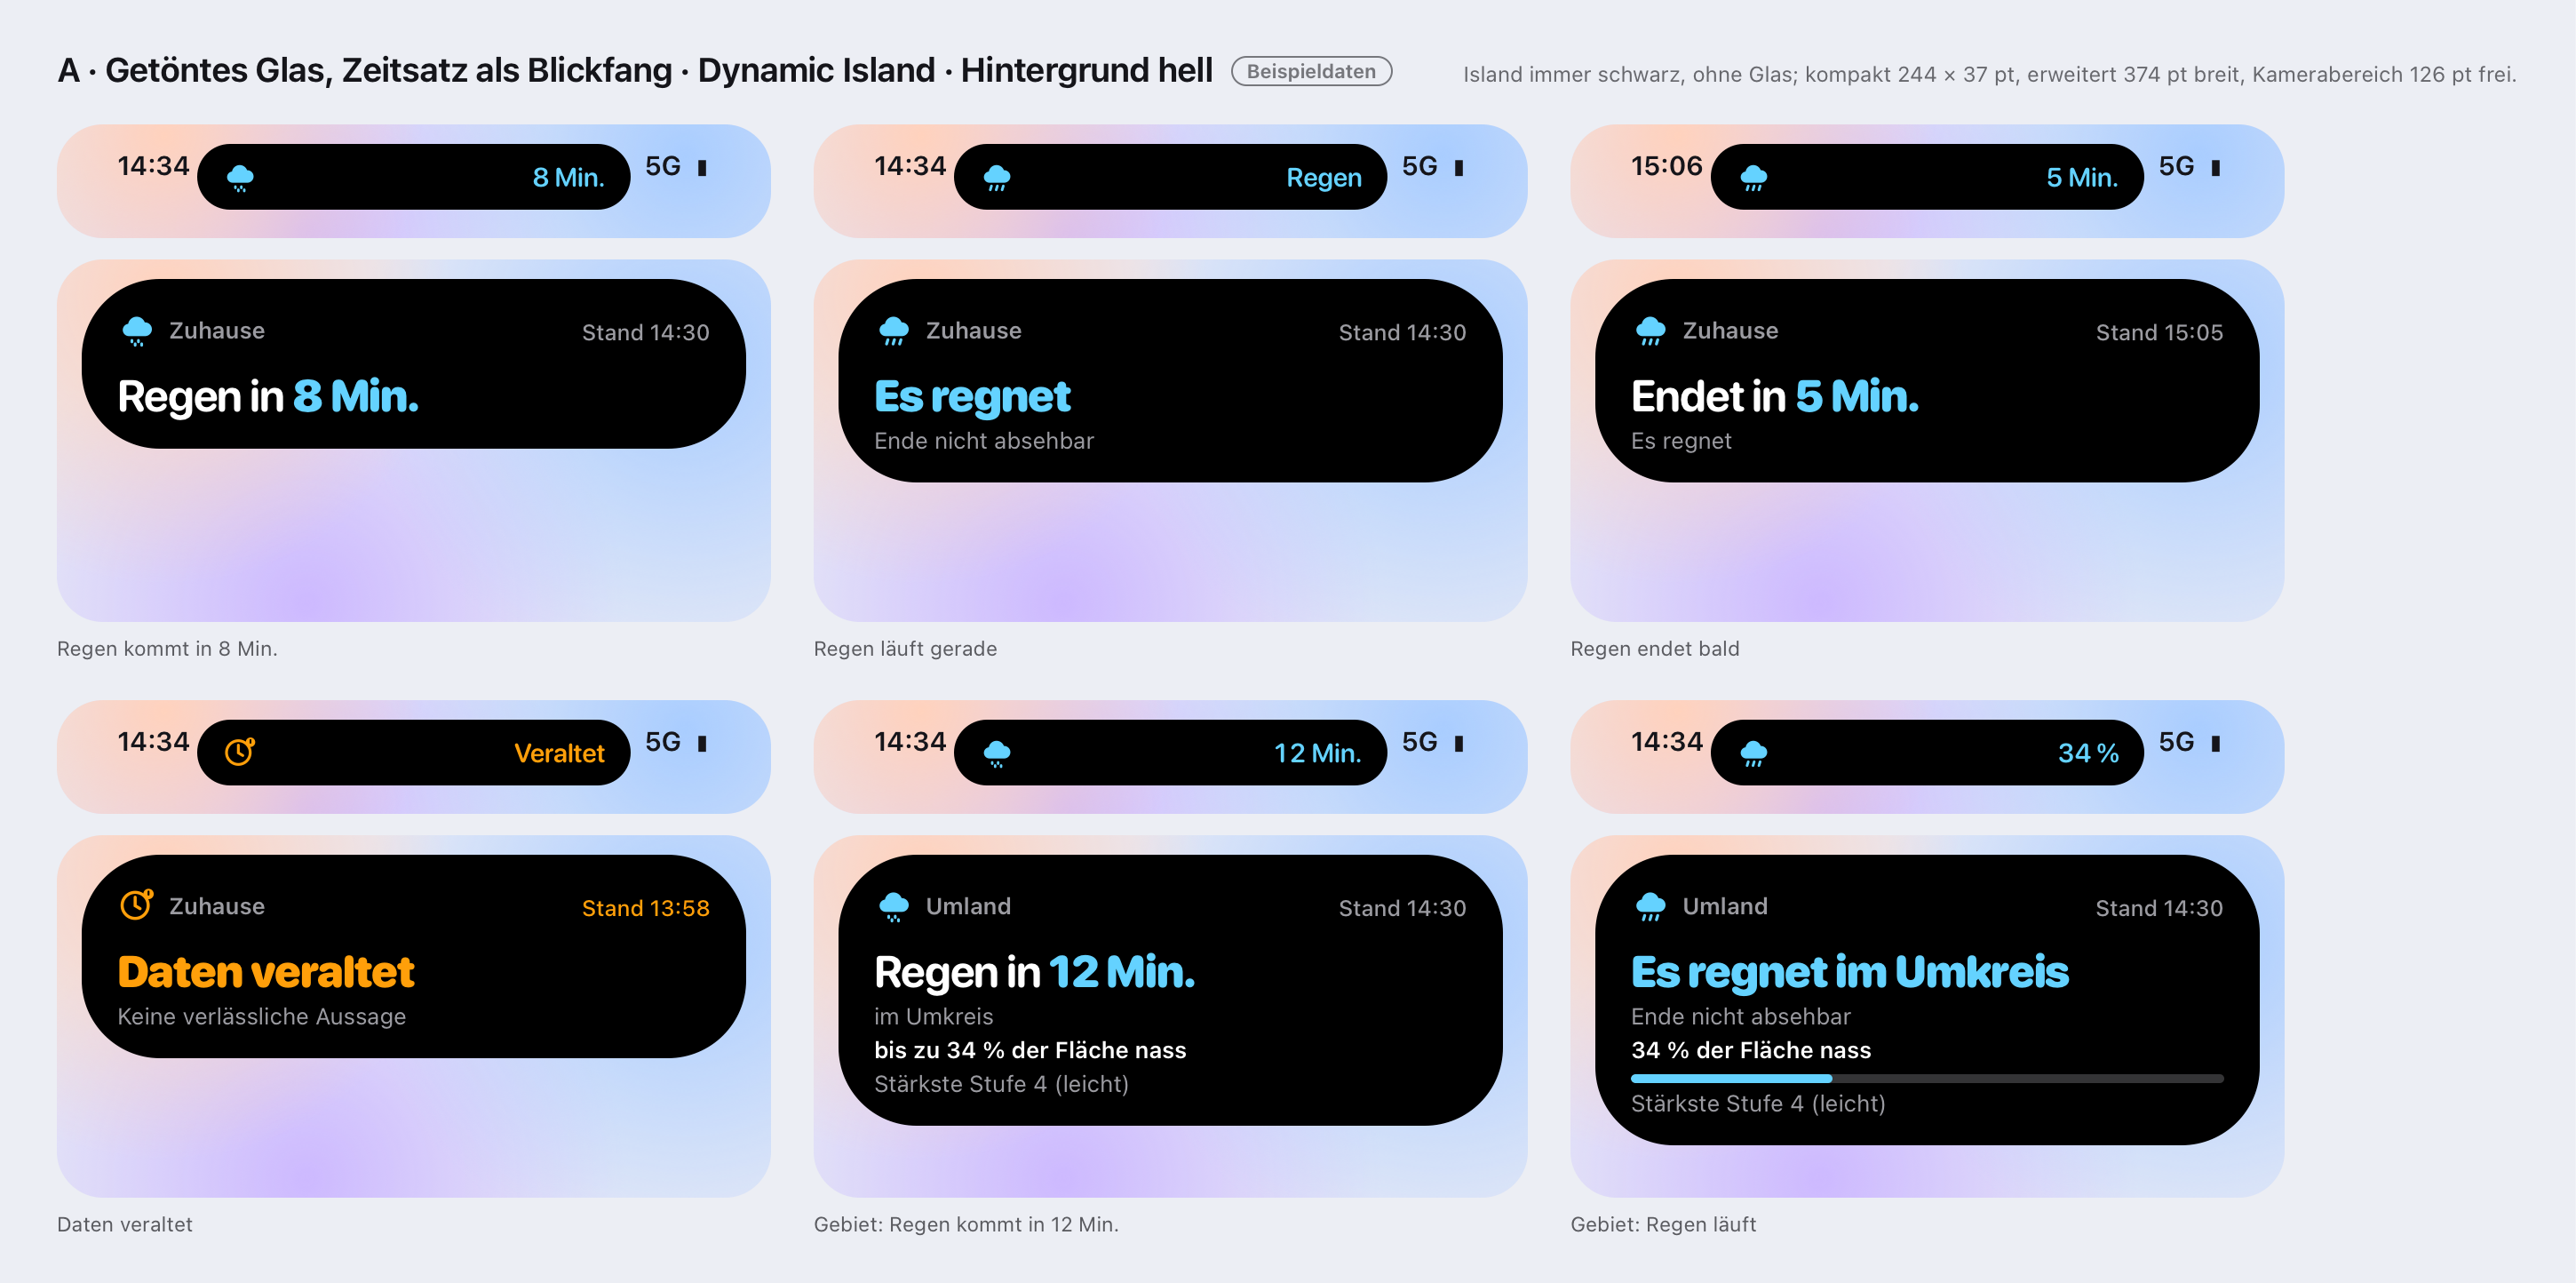 A · Getöntes Glas, Zeitsatz als Blickfang · Dynamic Island · Hintergrund hell
Beispieldaten
Island immer schwarz, ohne Glas; kompakt 244 × 37 pt, erweitert 374 pt breit, Kamerabereich 126 pt frei.
14:34 8 Min. 5G
14:34 Regen 5G
15:06 5 Min. 5G
Zuhause Stand 14:30
Regen in 8 Min.
Zuhause Stand 14:30
Es regnet
Ende nicht absehbar
Zuhause Stand 15:05
Endet in 5 Min.
Es regnet
Regen kommt in 8 Min.
Regen läuft gerade
Regen endet bald
14:34 Veraltet 5G
14:34 12 Min. 5G
14:34 34 % 5G
Zuhause Stand 13:58
Daten veraltet
Keine verlässliche Aussage
Umland Stand 14:30
Regen in 12 Min.
im Umkreis
bis zu 34 % der Fläche nass
Stärkste Stufe 4 (leicht)
Umland Stand 14:30
Es regnet im Umkreis
Ende nicht absehbar
34 % der Fläche nass
Stärkste Stufe 4 (leicht)
Daten veraltet
Gebiet: Regen kommt in 12 Min.
Gebiet: Regen läuft